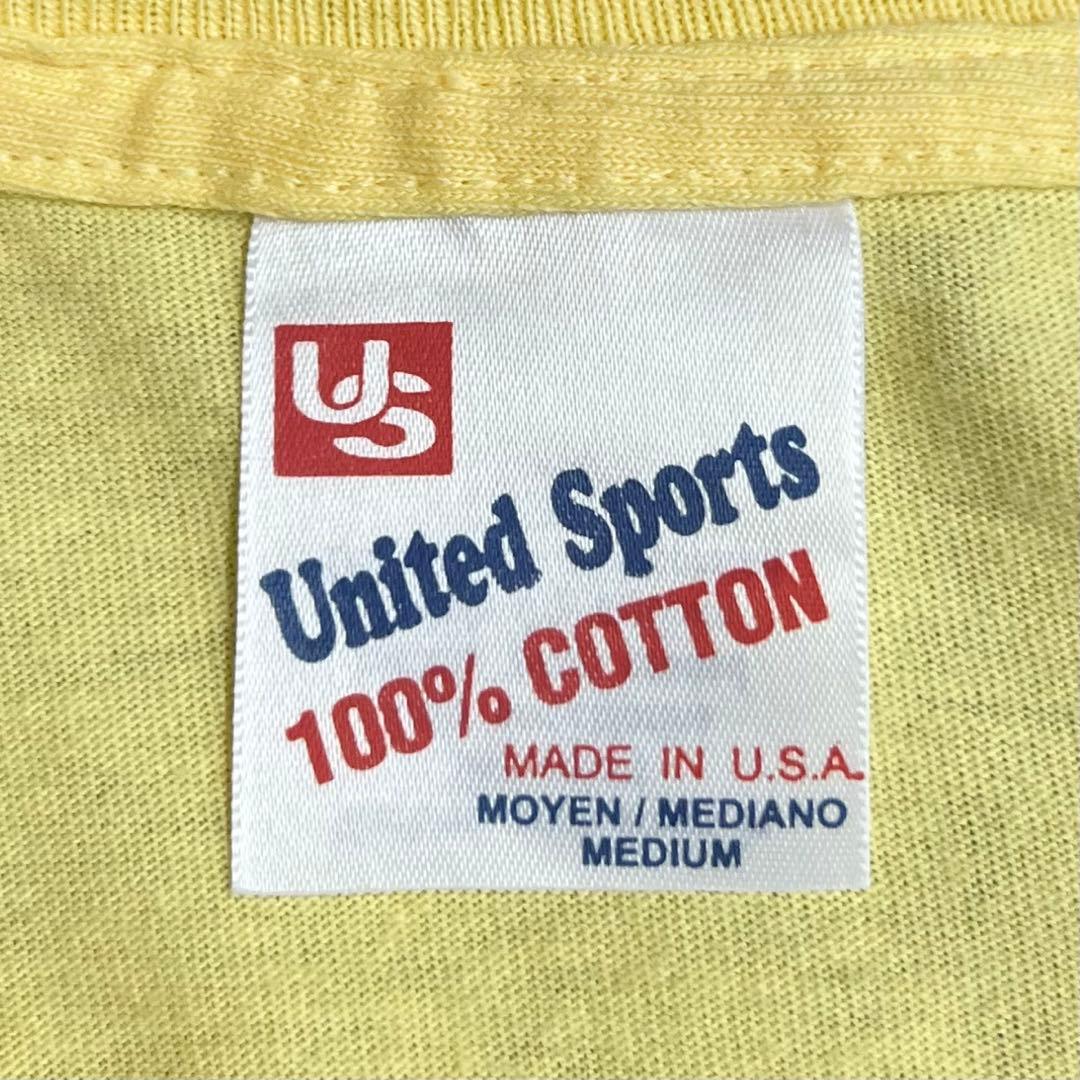 US
United Sports
100% COTTON
MADE IN U.S.A.
MOYEN / MEDIANO
MEDIUM